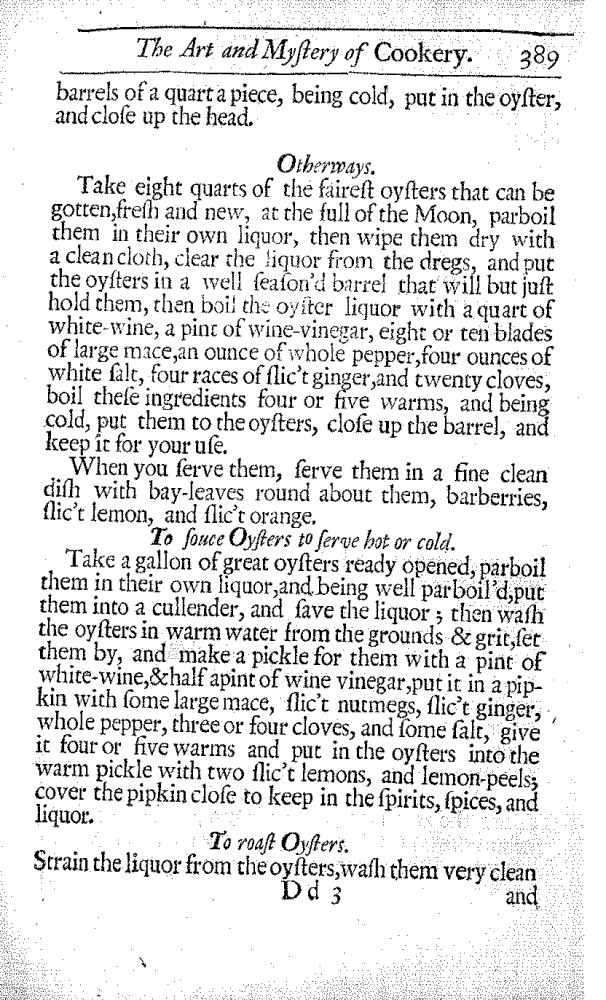 The Art and Myſtery of Cookery. 389
barrels of a quart a piece, being cold, put in the oyſter,
and cloſe up the head.
Otherways.
Take eight quarts of the faireſt oyſters that can be
gotten,freſh and new, at the full of the Moon, parboil
them in their own liquor, then wipe them dry with
a clean cloth, clear the liquor from the dregs, and put
the oyſters in a well ſeaſon'd barrel that will but juſt
hold them, then boil the oyſter liquor with a quart of
white-wine, a pint of wine-vinegar, eight or ten blades
of large mace,an ounce of whole pepper,four ounces of
white ſalt, four races of ſlic't ginger,and twenty cloves,
boil theſe ingredients four or five warms, and being
cold, put them to the oyſters, cloſe up the barrel, and
keep it for your uſe.
When you ſerve them, ſerve them in a fine clean
diſh with bay-leaves round about them, barberries,
ſlic't lemon, and ſlic't orange.
To ſouce Oyſters to ſerve hot or cold.
Take a gallon of great oyſters ready opened, parboil
them in their own liquor,and being well parboil'd,put
them into a cullender, and ſave the liquor ; then waſh
the oyſters in warm water from the grounds & grit,ſet
them by, and make a pickle for them with a pint of
white-wine,&half a pint of wine vinegar,put it in a pip-
kin with ſome large mace, ſlic't nutmegs, ſlic't ginger,
whole pepper, three or four cloves, and ſome ſalt, give
it four or five warms and put in the oyſters into the
warm pickle with two ſlic't lemons, and lemon-peels;
cover the pipkin cloſe to keep in the ſpirits, ſpices, and
liquor.
To roaſt Oyſters.
Strain the liquor from the oyſters,waſh them very clean
D d 3 and